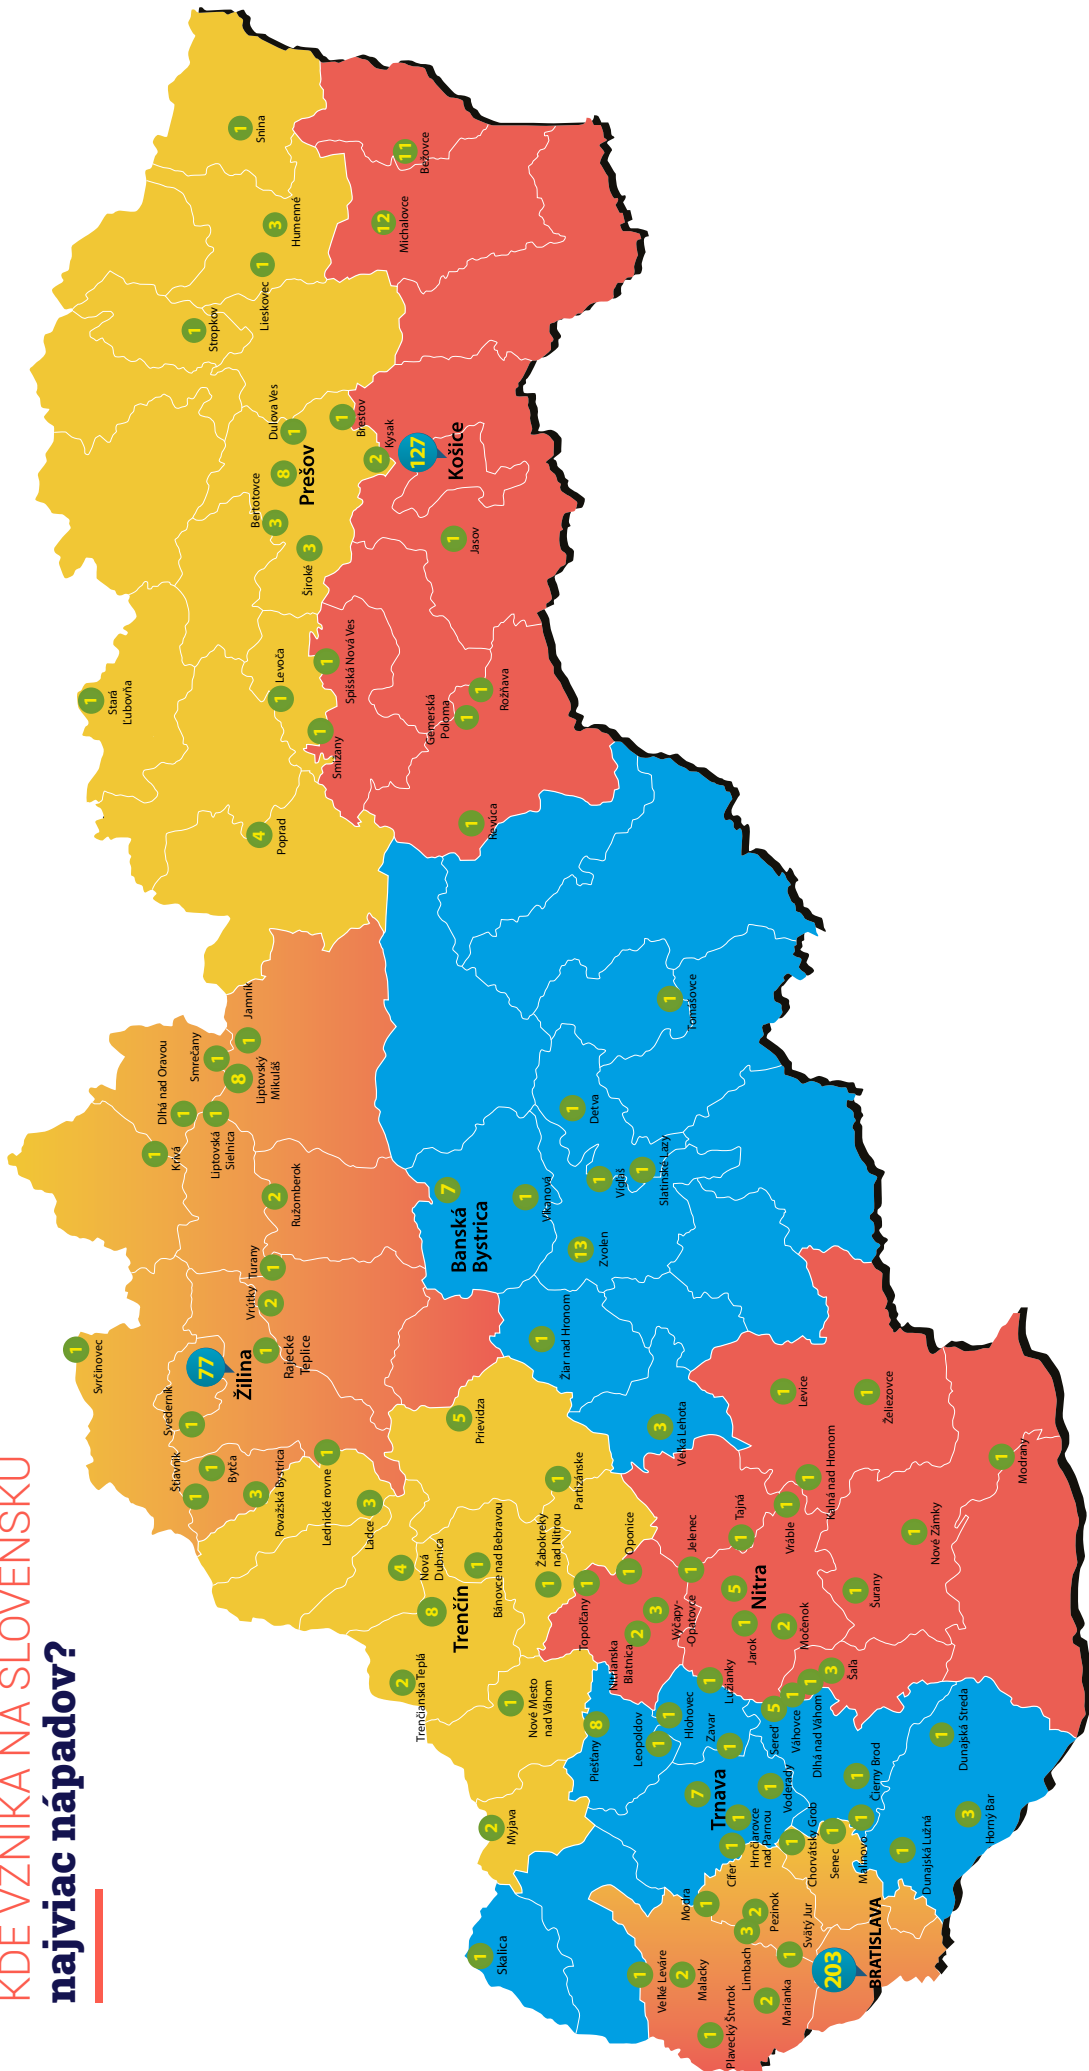 KDE VZNIKÁ NA SLOVENSKU
najviac nápadov?
1
Svrčinovec
1
Stará
Ľubovňa
1
Krivá
1
Dlhá nad Oravou
1
Štiavnik
1
Svederník
1
Bytča
77
Žilina
1
Liptovská
Sielnica
1
Smrečany
8
Liptovský
Mikuláš
1
Jamník
1
Stropkov
1
Snina
3
Považská Bystrica
1
Rajecké
Teplice
2
Vrútky
1
Turany
2
Ružomberok
4
Poprad
1
Levoča
3
Bertotovce
8
Prešov
1
Dulova Ves
1
Lieskovec
3
Humenné
1
Lednické rovne
3
Ladce
1
Smižany
1
Spišská Nová Ves
3
Široké
1
Brestov
2
Kysak
12
Michalovce
11
Bežovce
2
Trenčianska Teplá
4
Nová
Dubnica
8
Trenčín
5
Prievidza
7
Banská
Bystrica
1
Revúca
1
Gemerská
Poloma
1
Rožňava
1
Jasov
127
Košice
1
Skalica
2
Myjava
1
Nové Mesto
nad Váhom
1
Bánovce nad Bebravou
1
Žabokreky
nad Nitrou
1
Partizánske
1
Žiar nad Hronom
1
Vlkanová
13
Zvolen
1
Vígľaš
1
Detva
8
Piešťany
1
Topoľčany
1
Oponice
1
Slatinské Lazy
1
Tomášovce
1
Veľké Leváre
2
Malacky
1
Leopoldov
1
Hlohovec
2
Nitrianska
Blatnica
3
Výčapy-
-Opatovce
1
Jelenec
3
Veľká Lehota
1
Plavecký Štvrtok
1
Modra
7
Trnava
1
Zavar
1
Lužianky
5
Nitra
1
Tajná
3
Limbach
2
Pezinok
1
Cífer
1
Hrnčiarovce
nad Parnou
1
Jarok
2
Marianka
1
Svätý Jur
1
Chorvátsky Grob
1
Voderady
5
Sereď
1
Váhovce
1
Dlhá nad Váhom
2
Močenok
1
Vráble
1
Kalná nad Hronom
1
Levice
203
BRATISLAVA
1
Senec
1
Malinovo
1
Čierny Brod
3
Šaľa
1
Šurany
1
Želiezovce
1
Dunajská Lužná
3
Horný Bar
1
Dunajská Streda
1
Nové Zámky
1
Modrany